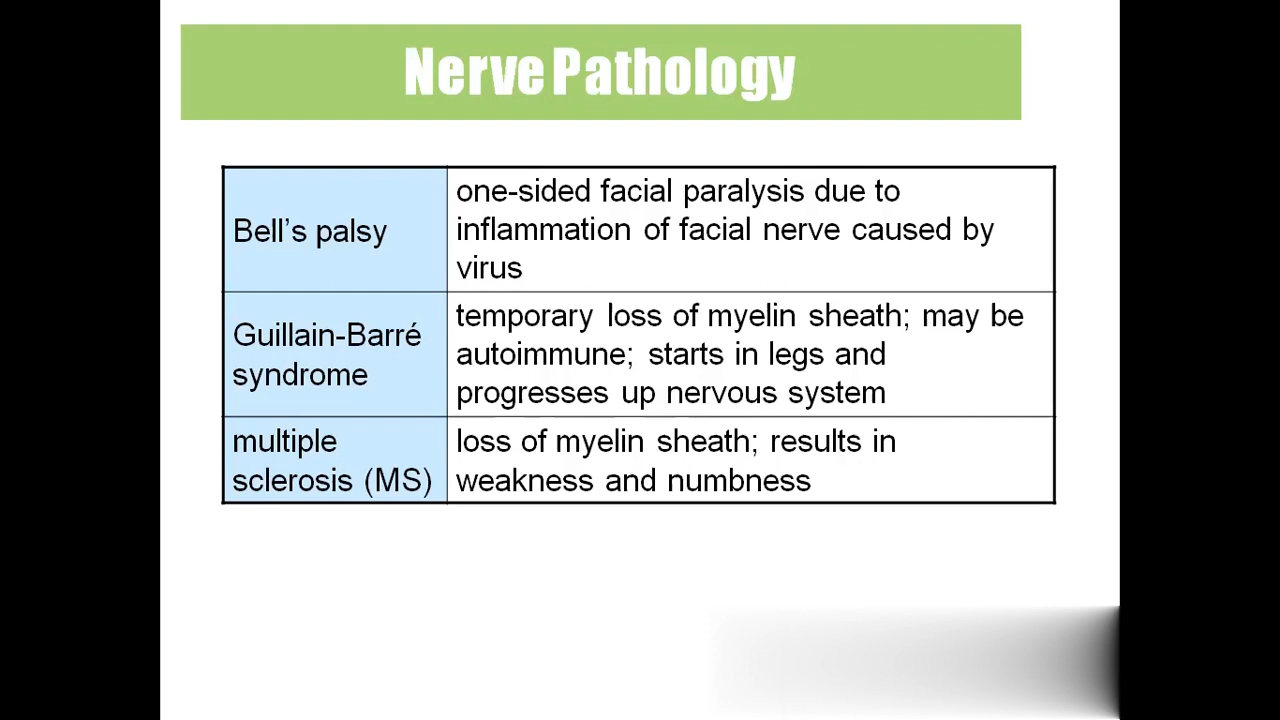 Nerve Pathology
Bell’s palsy
one-sided facial paralysis due to
inflammation of facial nerve caused by
virus
Guillain-Barré
syndrome
temporary loss of myelin sheath; may be
autoimmune; starts in legs and
progresses up nervous system
multiple
sclerosis (MS)
loss of myelin sheath; results in
weakness and numbness